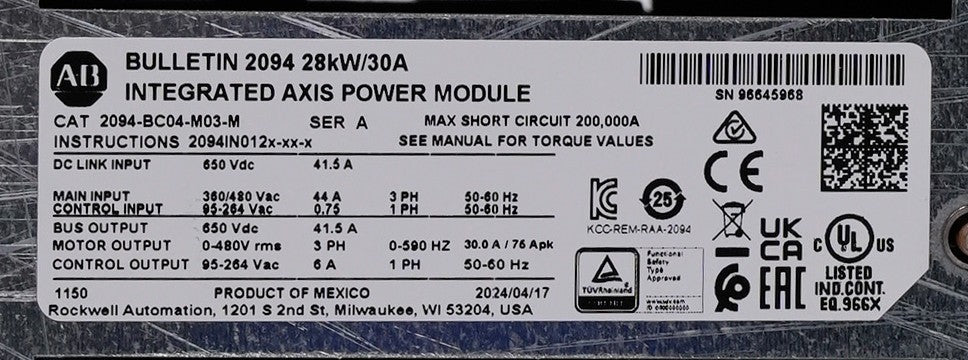 AB
BULLETIN 2094 28kW/30A
INTEGRATED AXIS POWER MODULE
SN 96645968
CAT 2094-BC04-M03-M SER A MAX SHORT CIRCUIT 200,000A
INSTRUCTIONS 2094IN012x-xx-x SEE MANUAL FOR TORQUE VALUES
DC LINK INPUT 650 Vdc 41.5 A
MAIN INPUT 360/480 Vac 44 A 3 PH 50-60 Hz
CONTROL INPUT 95-264 Vac 0.75 1 PH 50-60 Hz
BUS OUTPUT 650 Vdc 41.5 A
MOTOR OUTPUT 0-480V rms 3 PH 0-590 HZ 30.0 A / 76 Apk
CONTROL OUTPUT 95-264 Vac 6 A 1 PH 50-60 Hz
1150 PRODUCT OF MEXICO 2024/04/17
Rockwell Automation, 1201 S 2nd St, Milwaukee, WI 53204, USA
CE
KC
25
KCC-REM-RAA-2094
UK
CA
C UL US
LISTED
IND.CONT.
EQ.966X
EAC
TÜVRheinland
Functional
Safety
Type
Approved